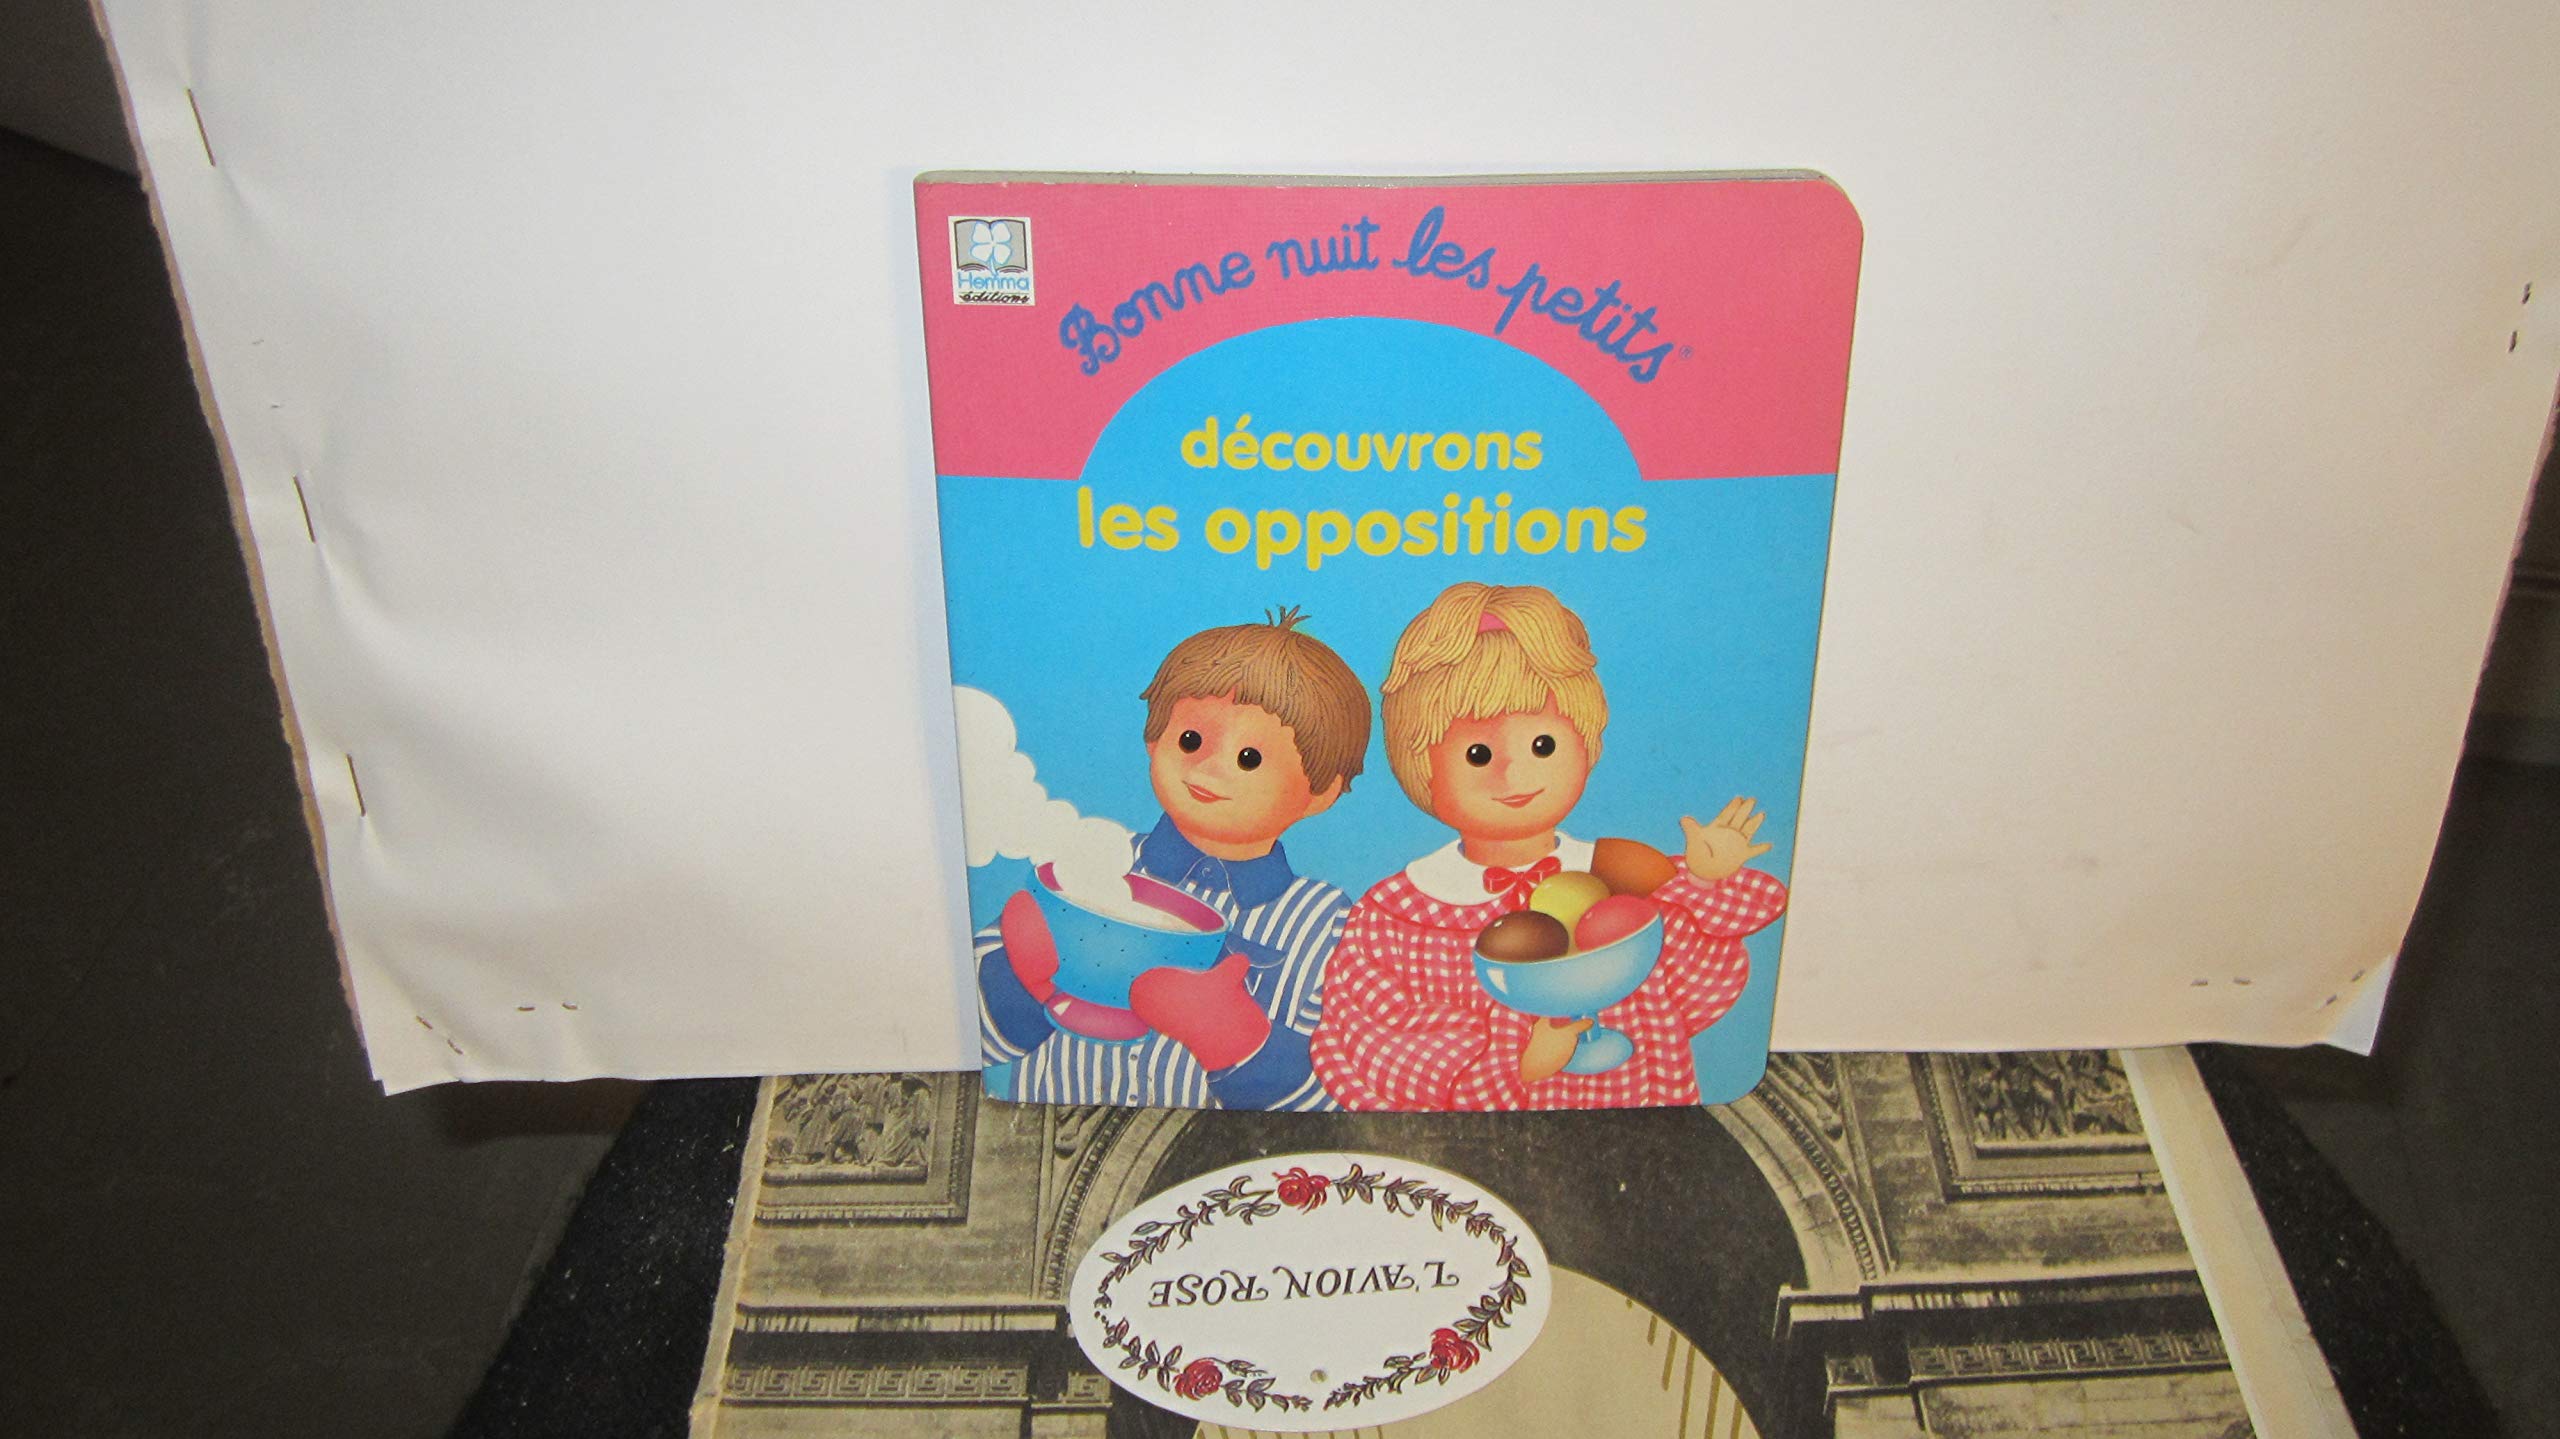 Hemma
éditions
Bonne nuit les petits®
découvrons
les oppositions
L'AVION ROSE